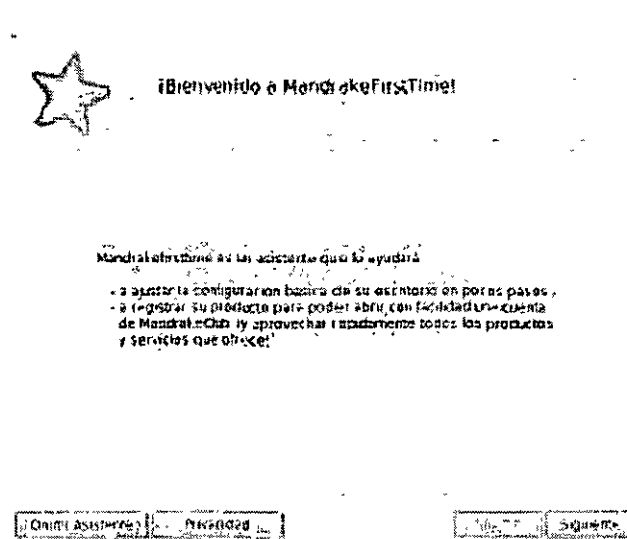 ¡Bienvenido a MandrakeFirstTime!
Mandrakefirsttime es un asistente que le ayudará
- a ajustar la configuración básica de su escritorio en pocos pasos,
- a registrar su producto para poder abrir con facilidad una cuenta
de MandrakeClub ¡y aprovechar rápidamente todos los productos
y servicios que ofrece!
Omitir Asistente
Privacidad
Siguiente